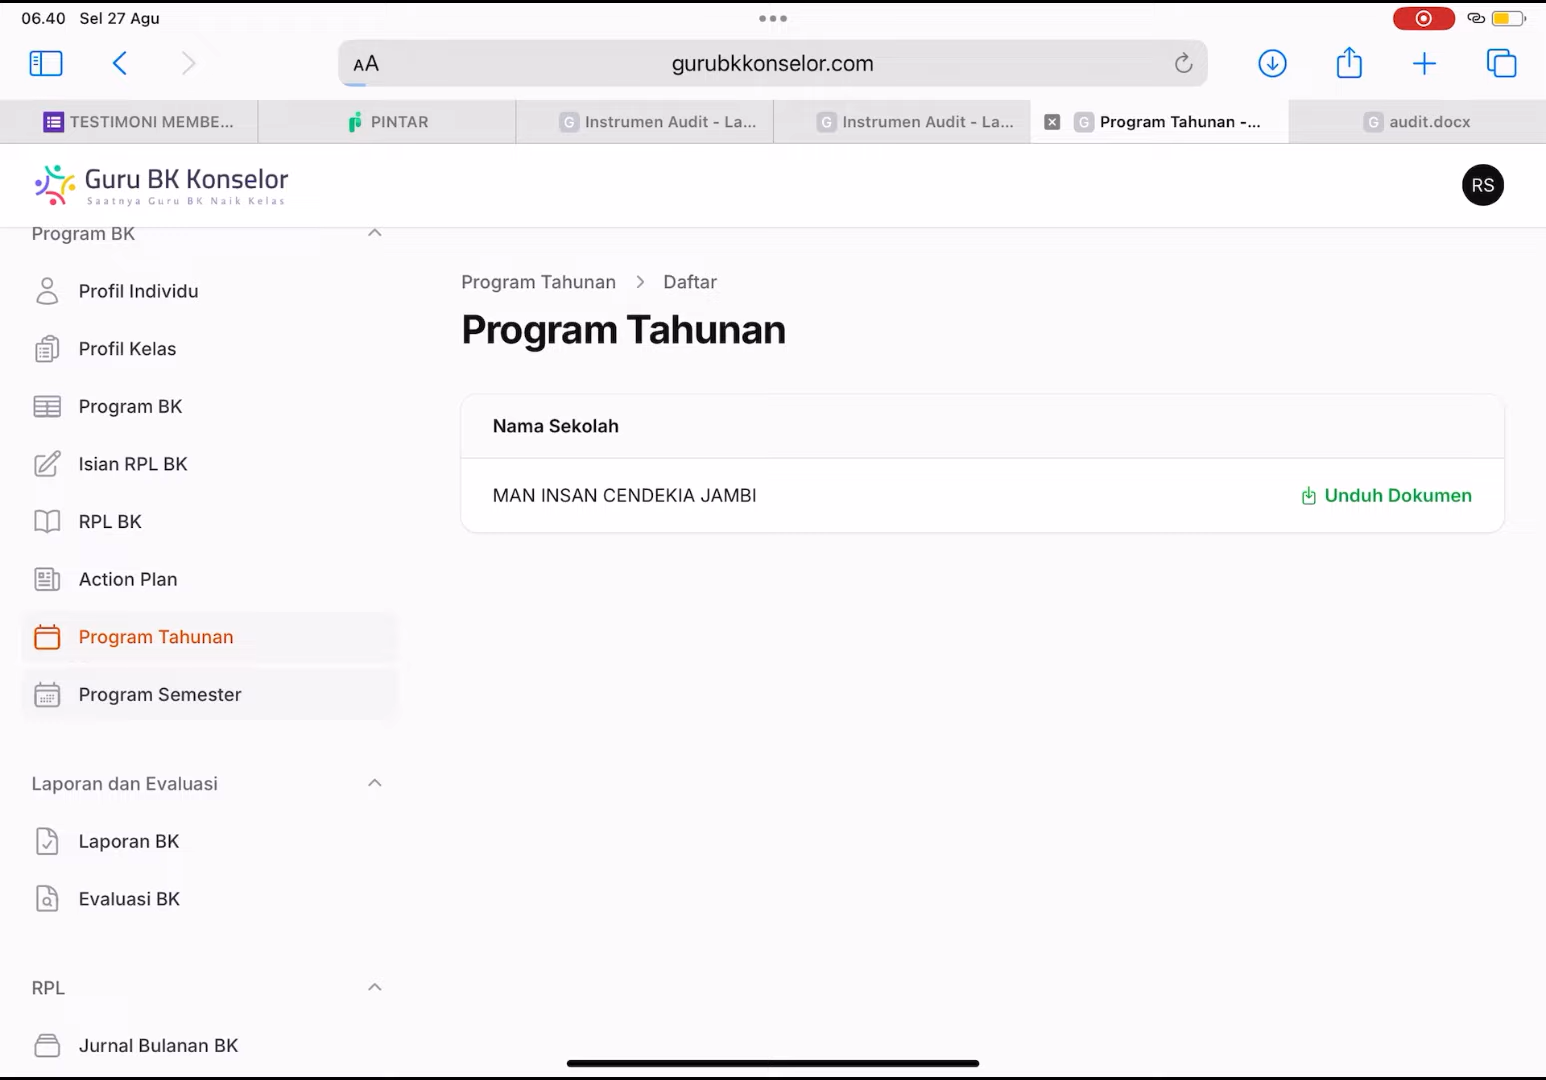 06.40 Sel 27 Agu
AA
gurubkkonselor.com
TESTIMONI MEMBE...
PINTAR
G Instrumen Audit - La...
G Instrumen Audit - La...
G Program Tahunan -...
G audit.docx
Guru BK Konselor
Saatnya Guru BK Naik Kelas
RS
Program BK
Profil Individu
Profil Kelas
Program BK
Isian RPL BK
RPL BK
Action Plan
Program Tahunan
Program Semester
Laporan dan Evaluasi
Laporan BK
Evaluasi BK
RPL
Jurnal Bulanan BK
Program Tahunan > Daftar
Program Tahunan
Nama Sekolah
MAN INSAN CENDEKIA JAMBI
Unduh Dokumen